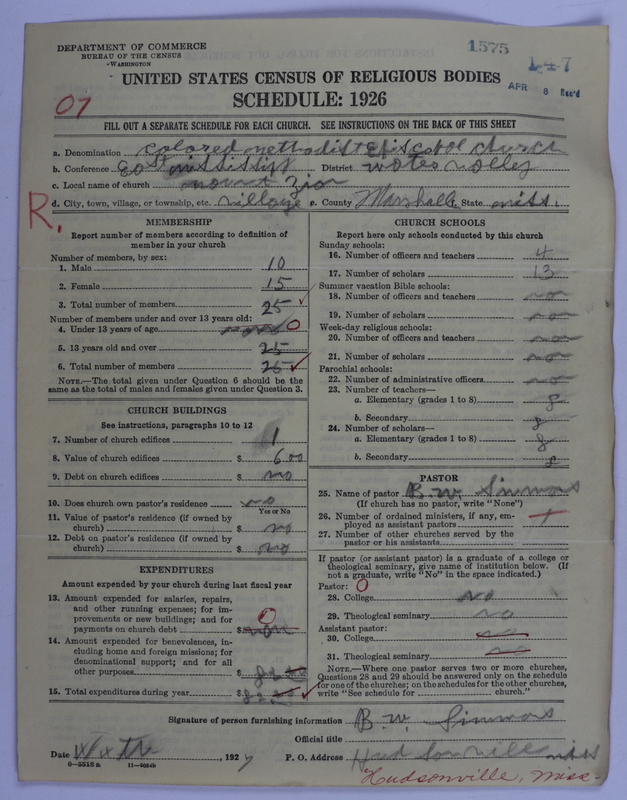 DEPARTMENT OF COMMERCE
BUREAU OF THE CENSUS
WASHINGTON
1575
147
APR 8 Rec'd
UNITED STATES CENSUS OF RELIGIOUS BODIES
SCHEDULE: 1926
07
FILL OUT A SEPARATE SCHEDULE FOR EACH CHURCH. SEE INSTRUCTIONS ON THE BACK OF THIS SHEET
a. Denomination Colored methodist Episcopol church
b. Conference East mississippi District wotes volley
c. Local name of church mount Zion
d. City, town, village, or township, etc. village e. County Marshall f. State miss.
R.
MEMBERSHIP
Report number of members according to definition of member in your church
Number of members, by sex:
1. Male 10
2. Female 15
3. Total number of members 25
Number of members under and over 13 years old:
4. Under 13 years of age 0
5. 13 years old and over 25
6. Total number of members 25
NOTE.—The total given under Question 6 should be the same as the total of males and females given under Question 3.
CHURCH BUILDINGS
See instructions, paragraphs 10 to 12
7. Number of church edifices 1
8. Value of church edifices $ 600
9. Debt on church edifices $ no
10. Does church own pastor's residence no
Yes or No
11. Value of pastor's residence (if owned by church) $ no
12. Debt on pastor's residence (if owned by church) $ no
EXPENDITURES
Amount expended by your church during last fiscal year
13. Amount expended for salaries, repairs, and other running expenses; for improvements or new buildings; and for payments on church debt $ 0
14. Amount expended for benevolences, including home and foreign missions; for denominational support; and for all other purposes $
15. Total expenditures during year $
CHURCH SCHOOLS
Report here only schools conducted by this church
Sunday schools:
16. Number of officers and teachers 4
17. Number of scholars 13
Summer vacation Bible schools:
18. Number of officers and teachers no
19. Number of scholars no
Week-day religious schools:
20. Number of officers and teachers no
21. Number of scholars no
Parochial schools:
22. Number of administrative officers no
23. Number of teachers—
a. Elementary (grades 1 to 8)
b. Secondary
24. Number of scholars—
a. Elementary (grades 1 to 8)
b. Secondary
PASTOR
25. Name of pastor B. W. Simmons
(If church has no pastor, write "None")
26. Number of ordained ministers, if any, employed as assistant pastors
27. Number of other churches served by the pastor or his assistants
If pastor (or assistant pastor) is a graduate of a college or theological seminary, give name of institution below. (If not a graduate, write "No" in the space indicated.)
Pastor: 0
28. College no
29. Theological seminary no
Assistant pastor:
30. College no
31. Theological seminary no
NOTE.—Where one pastor serves two or more churches, Questions 28 and 29 should be answered only on the schedule for one of the churches; on the schedules for the other churches, write "See schedule for church."
Signature of person furnishing information B. W. Simmons
Official title
Date , 1927 P. O. Address Hudsonville miss
8—5518a 11—9084b
Hudsonville, Miss.